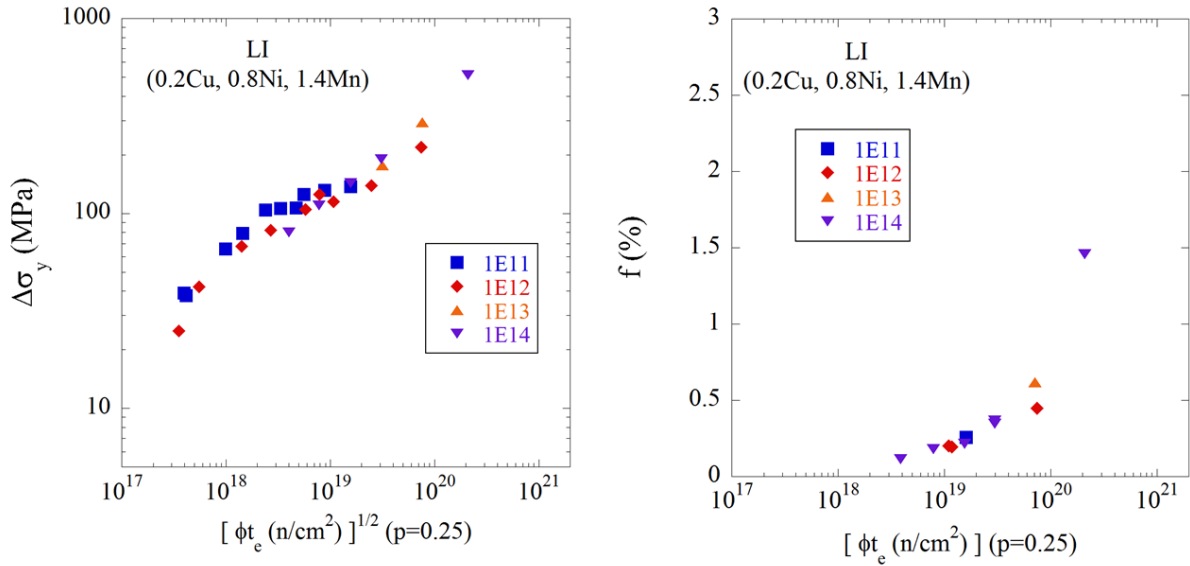 1000
100
10
Δσy (MPa)
LI
(0.2Cu, 0.8Ni, 1.4Mn)
1E11
1E12
1E13
1E14
10^17 10^18 10^19 10^20 10^21
[ ϕt_e (n/cm^2) ]^1/2 (p=0.25)
3
2.5
2
1.5
1
0.5
0
f (%)
LI
(0.2Cu, 0.8Ni, 1.4Mn)
1E11
1E12
1E13
1E14
10^17 10^18 10^19 10^20 10^21
[ ϕt_e (n/cm^2) ] (p=0.25)